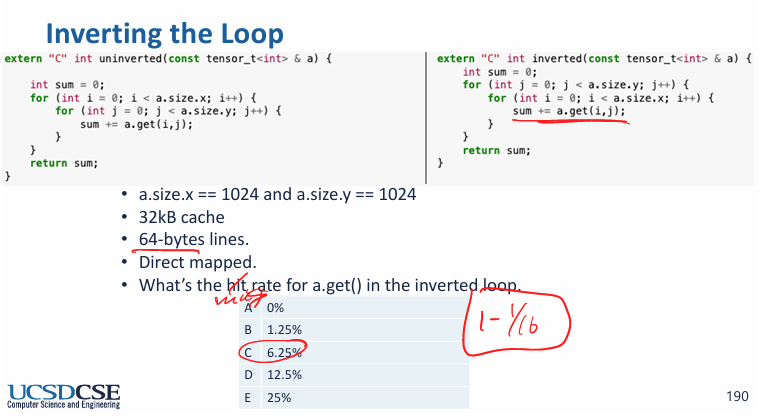 Inverting the Loop
extern "C" int uninverted(const tensor_t<int> & a) {
int sum = 0;
for (int i = 0; i < a.size.x; i++) {
for (int j = 0; j < a.size.y; j++) {
sum += a.get(i,j);
}
}
return sum;
}
extern "C" int inverted(const tensor_t<int> & a) {
int sum = 0;
for (int j = 0; j < a.size.y; j++) {
for (int i = 0; i < a.size.x; i++) {
sum += a.get(i,j);
}
}
return sum;
}
• a.size.x == 1024 and a.size.y == 1024
• 32kB cache
• 64-bytes lines.
• Direct mapped.
• What's the hit rate for a.get() in the inverted loop.
miss
A 0%
B 1.25%
C 6.25%
D 12.5%
E 25%
1 - 1/16
UCSDCSE
Computer Science and Engineering
190